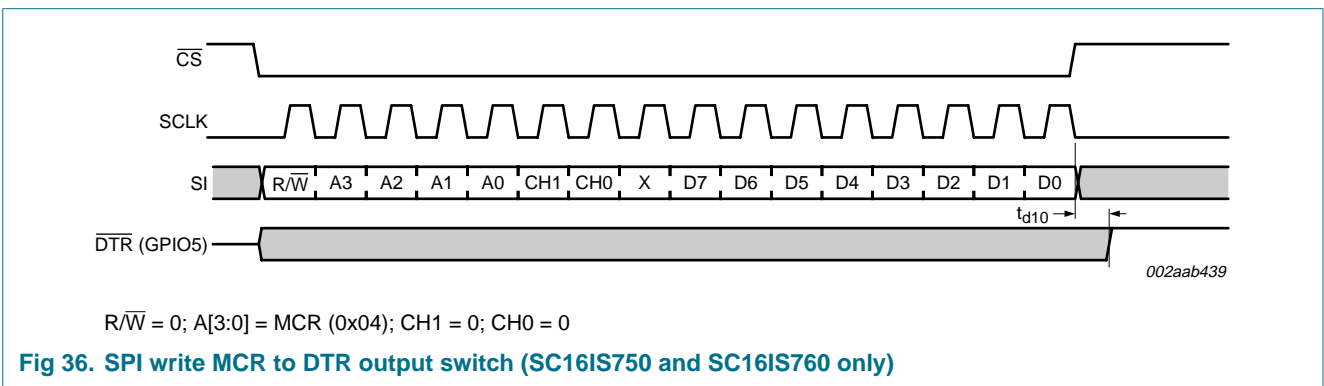 C̅S̅
SCLK
SI R/W̅ A3 A2 A1 A0 CH1 CH0 X D7 D6 D5 D4 D3 D2 D1 D0
td10
D̅T̅R̅ (GPIO5)
002aab439
R/W̅ = 0; A[3:0] = MCR (0x04); CH1 = 0; CH0 = 0
Fig 36. SPI write MCR to DTR output switch (SC16IS750 and SC16IS760 only)